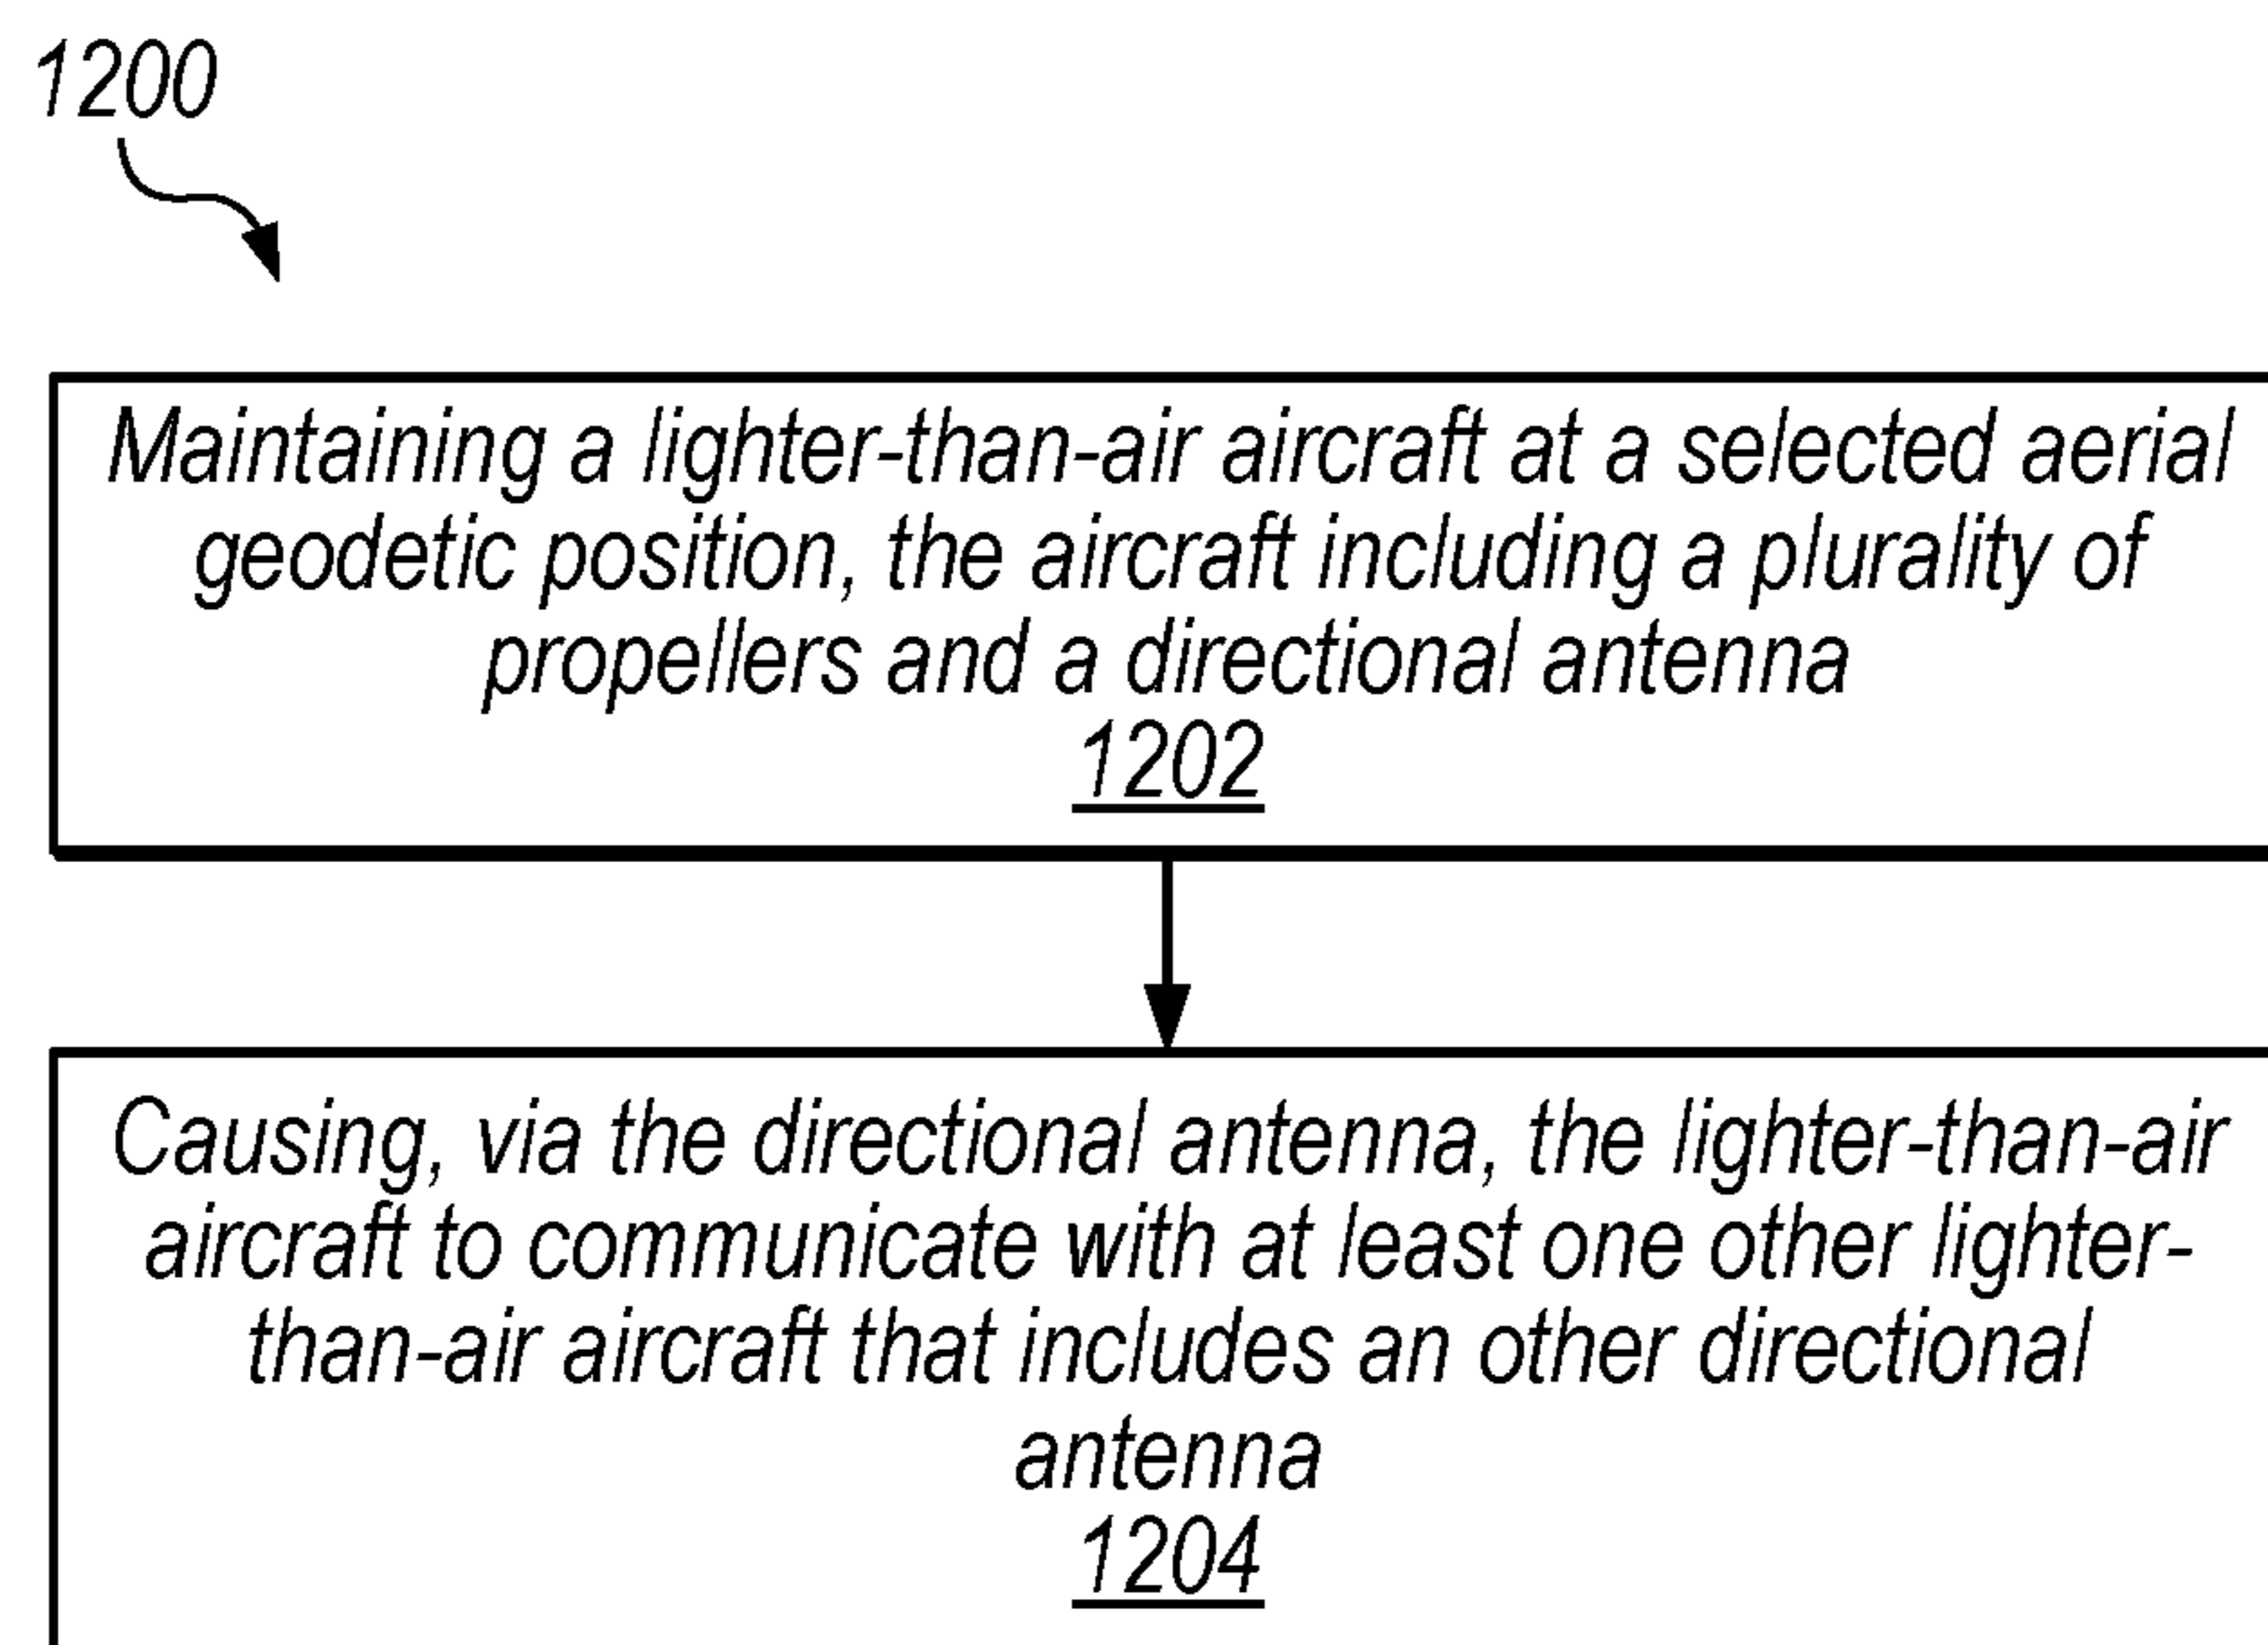 1200
Maintaining a lighter-than-air aircraft at a selected aerial
geodetic position, the aircraft including a plurality of
propellers and a directional antenna
1202
Causing, via the directional antenna, the lighter-than-air
aircraft to communicate with at least one other lighter-
than-air aircraft that includes an other directional
antenna
1204